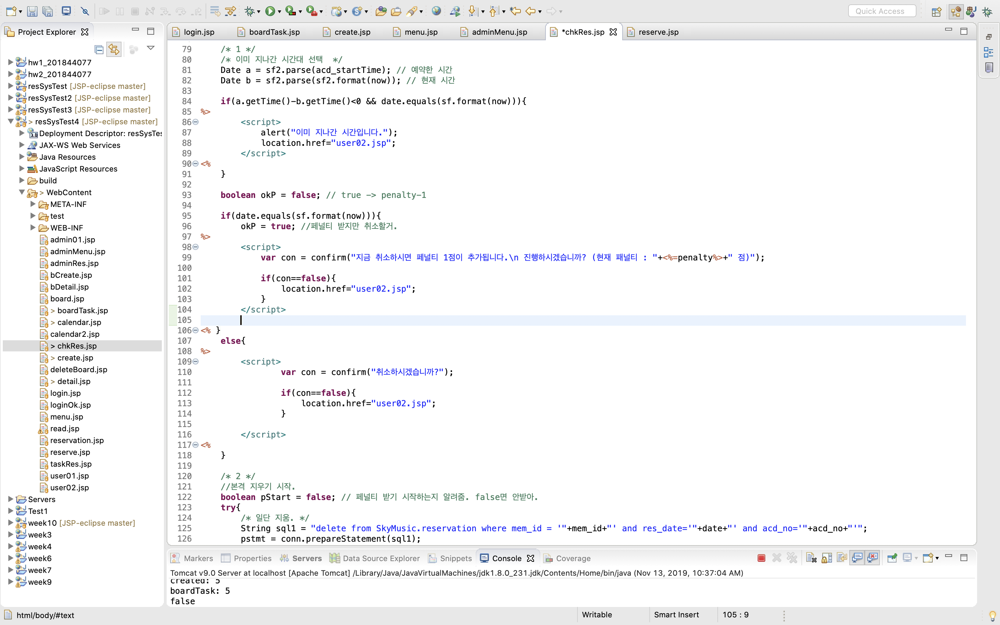 Quick Access
Project Explorer
login.jsp
boardTask.jsp
create.jsp
menu.jsp
adminMenu.jsp
*chkRes.jsp
reserve.jsp
hw1_201844077
hw2_201844077
resSysTest [JSP-eclipse master]
resSysTest2 [JSP-eclipse master]
resSysTest3 [JSP-eclipse master]
> resSysTest4 [JSP-eclipse master]
3.0 Deployment Descriptor: resSysTes
JAX-WS Web Services
Java Resources
JavaScript Resources
build
> WebContent
META-INF
test
WEB-INF
admin01.jsp
adminMenu.jsp
adminRes.jsp
bCreate.jsp
bDetail.jsp
board.jsp
> boardTask.jsp
> calendar.jsp
calendar2.jsp
> chkRes.jsp
> create.jsp
deleteBoard.jsp
> detail.jsp
login.jsp
loginOk.jsp
menu.jsp
read.jsp
reservation.jsp
reserve.jsp
taskRes.jsp
user01.jsp
user02.jsp
Servers
Test1
week10 [JSP-eclipse master]
week3
week4
week6
week7
week9
79 /* 1 */
80 /* 이미 지나간 시간대 선택  */
81 Date a = sf2.parse(acd_startTime); // 예약한 시간
82 Date b = sf2.parse(sf2.format(now)); // 현재 시간
83
84 if(a.getTime()-b.getTime()<0 && date.equals(sf.format(now))){
85 %>
86 <script>
87 alert("이미 지나간 시간입니다.");
88 location.href="user02.jsp";
89 </script>
90 <%
91 }
92
93 boolean okP = false; // true -> penalty-1
94
95 if(date.equals(sf.format(now))){
96 okP = true; //페널티 받지만 취소할거.
97 %>
98 <script>
99 var con = confirm("지금 취소하시면 페널티 1점이 추가됩니다.\n 진행하시겠습니까? (현재 패널티 : "+<%=penalty%>+" 점)");
100
101 if(con==false){
102 location.href="user02.jsp";
103 }
104 </script>
105
106 <% }
107 else{
108 %>
109 <script>
110 var con = confirm("취소하시겠습니까?");
111
112 if(con==false){
113 location.href="user02.jsp";
114 }
115
116 </script>
117 <%
118 }
119
120 /* 2 */
121 //본격 지우기 시작.
122 boolean pStart = false; // 페널티 받기 시작하는지 알려줌. false면 안받아.
123 try{
124 /* 일단 지움. */
125 String sql1 = "delete from SkyMusic.reservation where mem_id = '"+mem_id+"' and res_date='"+date+"' and acd_no='"+acd_no+"'";
126 pstmt = conn.prepareStatement(sql1);
Markers
Properties
Servers
Data Source Explorer
Snippets
Console
Coverage
Tomcat v9.0 Server at localhost [Apache Tomcat] /Library/Java/JavaVirtualMachines/jdk1.8.0_231.jdk/Contents/Home/bin/java (Nov 13, 2019, 10:37:04 AM)
created: 5
boardTask: 5
false
html/body/#text
Writable
Smart Insert
105 : 9